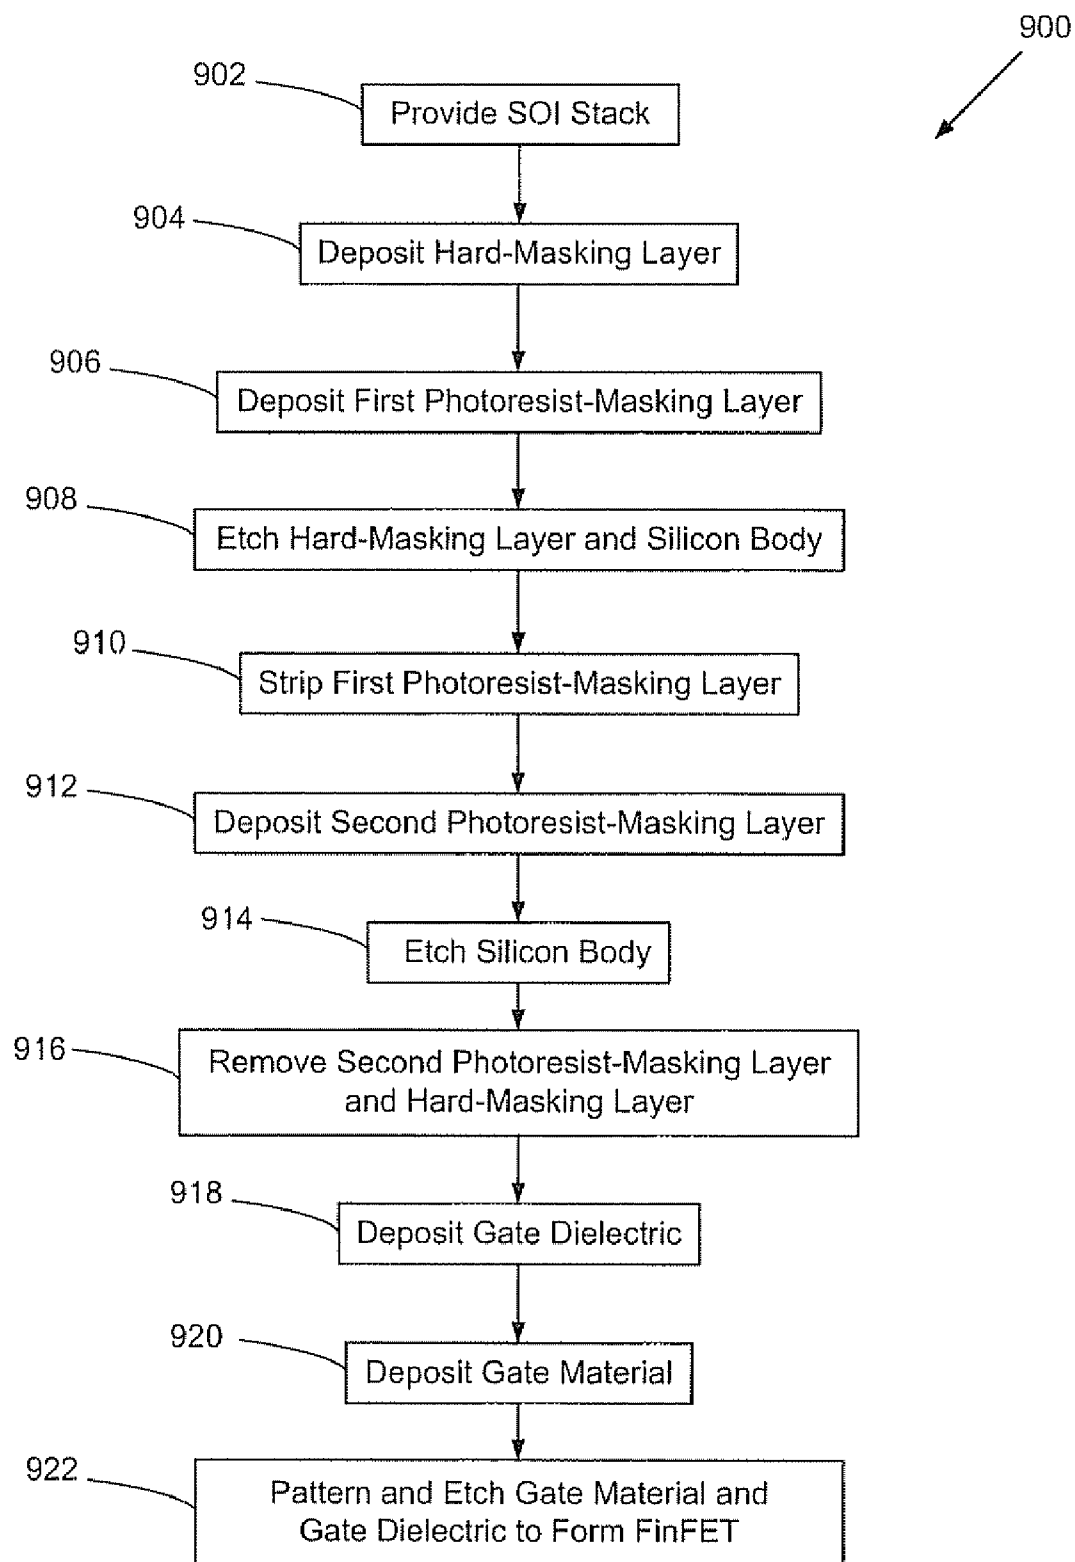 900
902
Provide SOI Stack
904
Deposit Hard-Masking Layer
906
Deposit First Photoresist-Masking Layer
908
Etch Hard-Masking Layer and Silicon Body
910
Strip First Photoresist-Masking Layer
912
Deposit Second Photoresist-Masking Layer
914
Etch Silicon Body
916
Remove Second Photoresist-Masking Layer
and Hard-Masking Layer
918
Deposit Gate Dielectric
920
Deposit Gate Material
922
Pattern and Etch Gate Material and
Gate Dielectric to Form FinFET